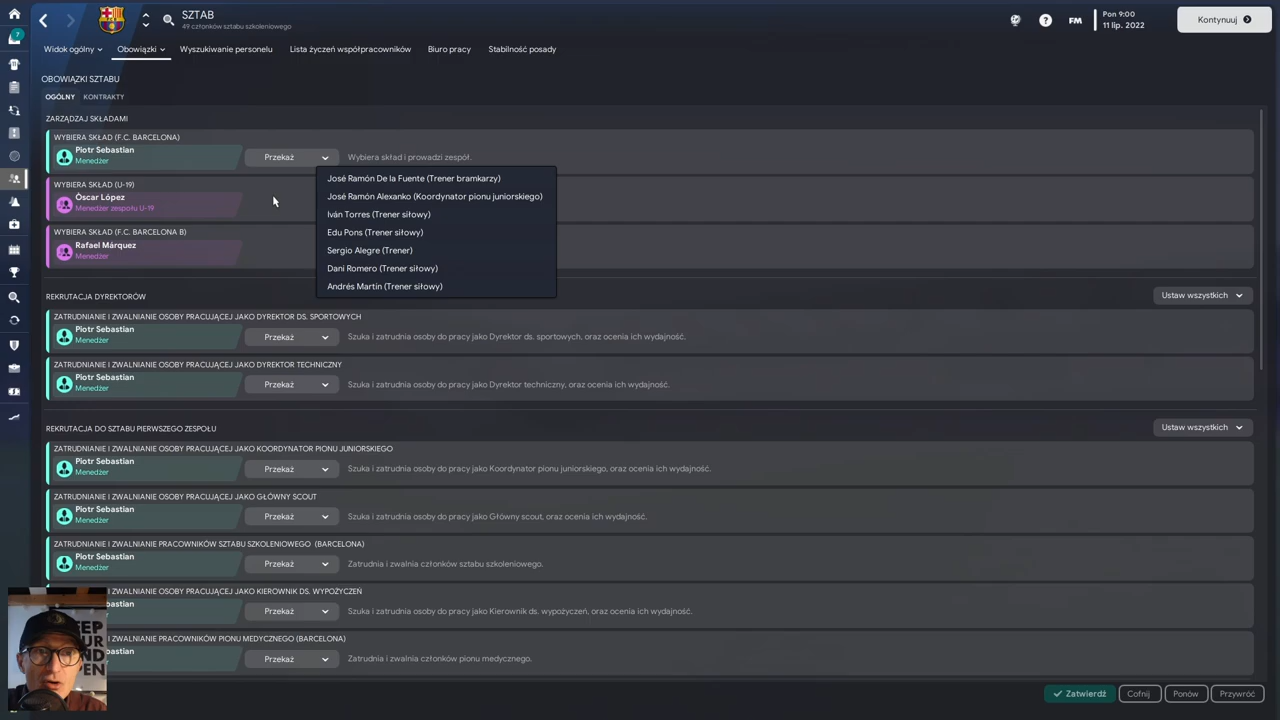 SZTAB
49 członków sztabu szkoleniowego
7
FM
Pon 9:00
11 lip. 2022
Kontynuuj
Widok ogólny
Obowiązki
Wyszukiwanie personelu
Lista życzeń współpracowników
Biuro pracy
Stabilność posady
OBOWIĄZKI SZTABU
OGÓLNY
KONTRAKTY
ZARZĄDZAJ SKŁADAMI
WYBIERA SKŁAD (F.C. BARCELONA)
Piotr Sebastian
Menedżer
Przekaż
Wybiera skład i prowadzi zespół.
José Ramón De la Fuente (Trener bramkarzy)
José Ramón Alexanko (Koordynator pionu juniorskiego)
Iván Torres (Trener siłowy)
Edu Pons (Trener siłowy)
Sergio Alegre (Trener)
Dani Romero (Trener siłowy)
Andrés Martín (Trener siłowy)
WYBIERA SKŁAD (U-19)
Óscar López
Menedżer zespołu U-19
WYBIERA SKŁAD (F.C. BARCELONA B)
Rafael Márquez
Menedżer
REKRUTACJA DYREKTORÓW
Ustaw wszystkich
ZATRUDNIANIE I ZWALNIANIE OSOBY PRACUJĄCEJ JAKO DYREKTOR DS. SPORTOWYCH
Piotr Sebastian
Menedżer
Przekaż
Szuka i zatrudnia osoby do pracy jako Dyrektor ds. sportowych, oraz ocenia ich wydajność.
ZATRUDNIANIE I ZWALNIANIE OSOBY PRACUJĄCEJ JAKO DYREKTOR TECHNICZNY
Piotr Sebastian
Menedżer
Przekaż
Szuka i zatrudnia osoby do pracy jako Dyrektor techniczny, oraz ocenia ich wydajność.
REKRUTACJA DO SZTABU PIERWSZEGO ZESPOŁU
Ustaw wszystkich
ZATRUDNIANIE I ZWALNIANIE OSOBY PRACUJĄCEJ JAKO KOORDYNATOR PIONU JUNIORSKIEGO
Piotr Sebastian
Menedżer
Przekaż
Szuka i zatrudnia osoby do pracy jako Koordynator pionu juniorskiego, oraz ocenia ich wydajność.
ZATRUDNIANIE I ZWALNIANIE OSOBY PRACUJĄCEJ JAKO GŁÓWNY SCOUT
Piotr Sebastian
Menedżer
Przekaż
Szuka i zatrudnia osoby do pracy jako Główny scout, oraz ocenia ich wydajność.
ZATRUDNIANIE I ZWALNIANIE PRACOWNIKÓW SZTABU SZKOLENIOWEGO (BARCELONA)
Piotr Sebastian
Menedżer
Przekaż
Zatrudnia i zwalnia członków sztabu szkoleniowego.
E I ZWALNIANIE OSOBY PRACUJĄCEJ JAKO KIEROWNIK DS. WYPOŻYCZEŃ
ebastian
Przekaż
Szuka i zatrudnia osoby do pracy jako Kierownik ds. wypożyczeń, oraz ocenia ich wydajność.
E I ZWALNIANIE PRACOWNIKÓW PIONU MEDYCZNEGO (BARCELONA)
ebastian
Przekaż
Zatrudnia i zwalnia członków pionu medycznego.
Zatwierdź
Cofnij
Ponów
Przywróć